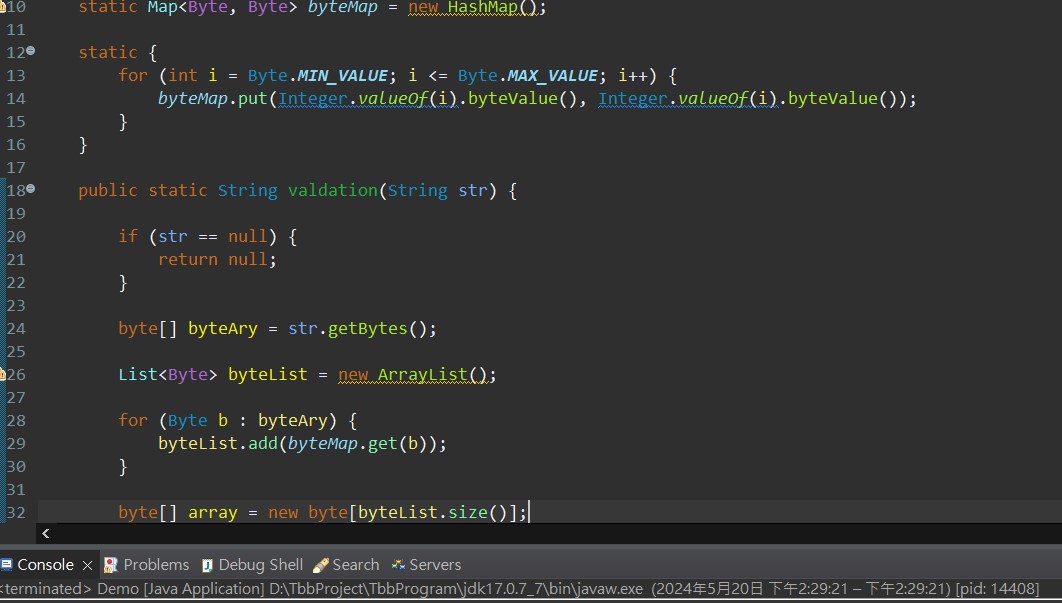 10 static Map<Byte, Byte> byteMap = new HashMap();
11
12 static {
13 for (int i = Byte.MIN_VALUE; i <= Byte.MAX_VALUE; i++) {
14 byteMap.put(Integer.valueOf(i).byteValue(), Integer.valueOf(i).byteValue());
15 }
16 }
17
18 public static String valdation(String str) {
19
20 if (str == null) {
21 return null;
22 }
23
24 byte[] byteAry = str.getBytes();
25
26 List<Byte> byteList = new ArrayList();
27
28 for (Byte b : byteAry) {
29 byteList.add(byteMap.get(b));
30 }
31
32 byte[] array = new byte[byteList.size()];
Console Problems Debug Shell Search Servers
<terminated> Demo [Java Application] D:\TbbProject\TbbProgram\jdk17.0.7_7\bin\javaw.exe (2024年5月20日 下午2:29:21 – 下午2:29:21) [pid: 14408]